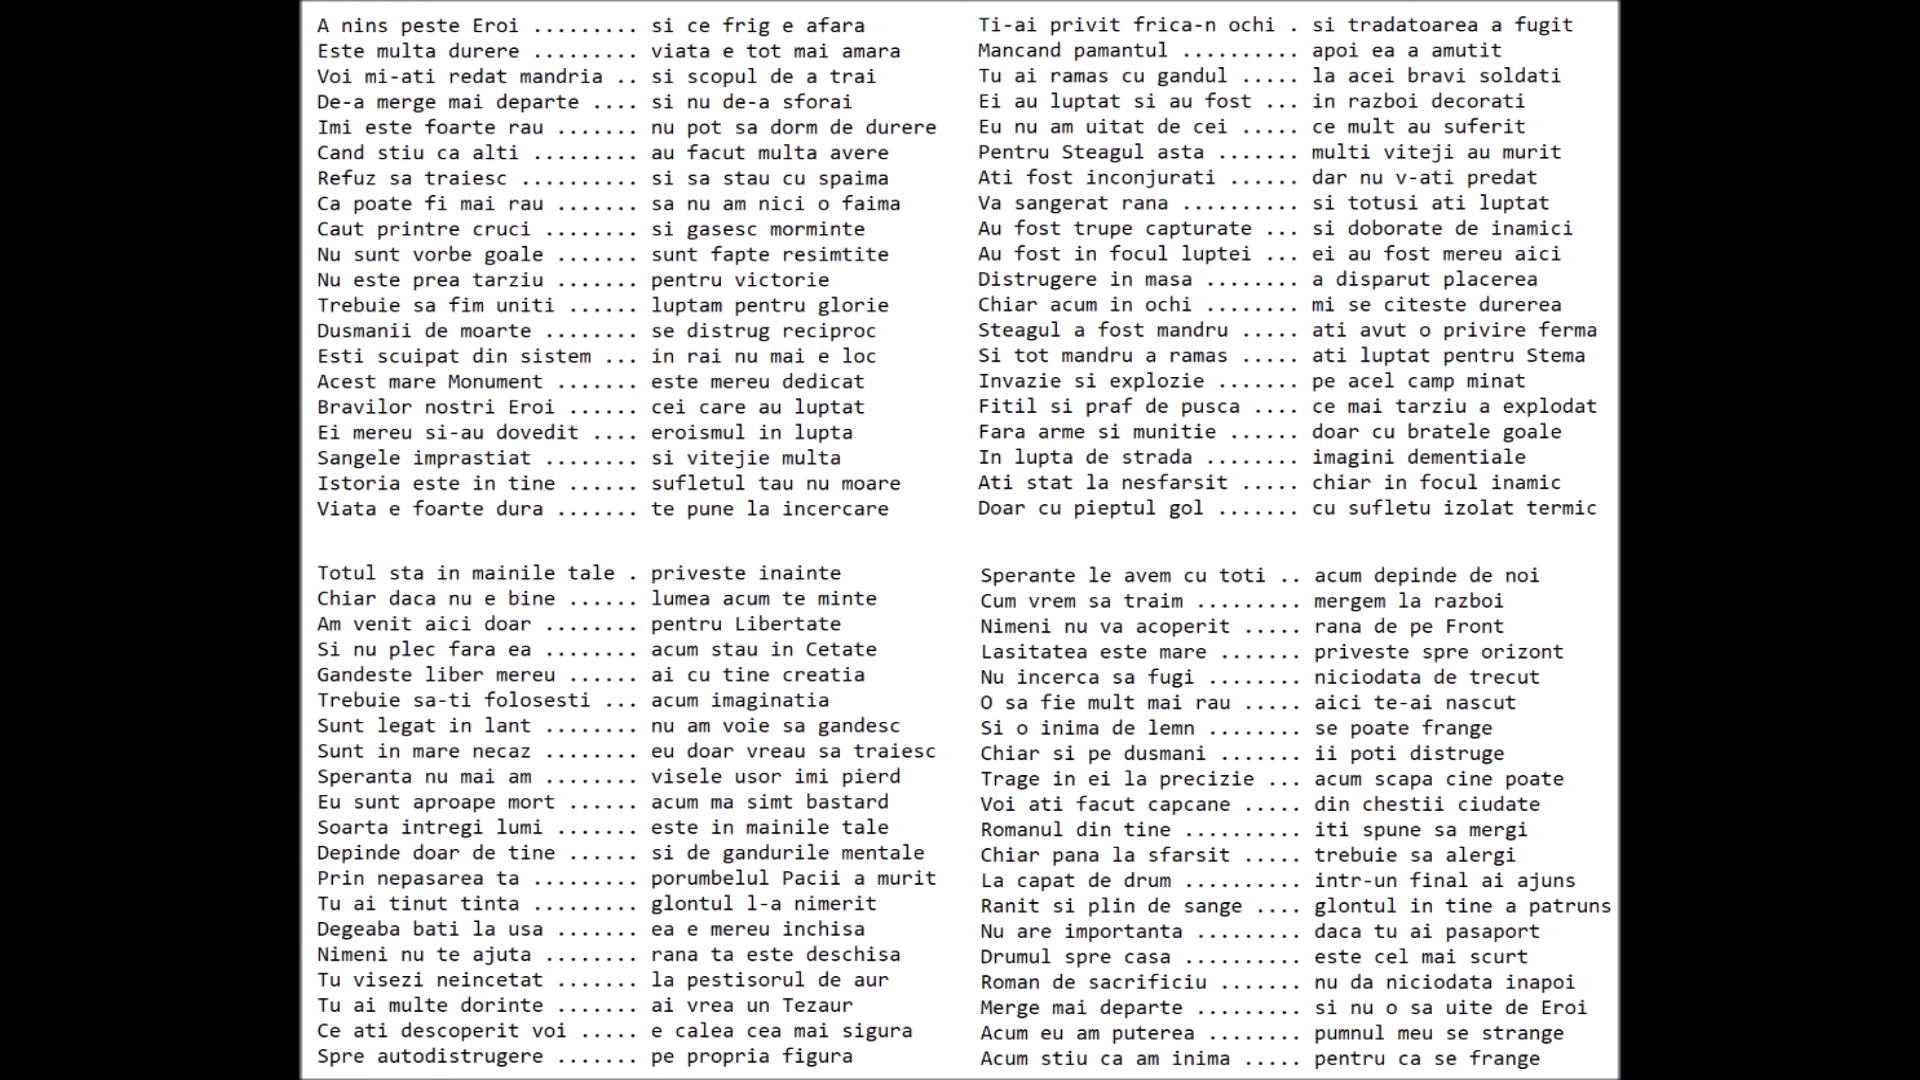 A nins peste Eroi ......... si ce frig e afara
Este multa durere ......... viata e tot mai amara
Voi mi-ati redat mandria .. si scopul de a trai
De-a merge mai departe .... si nu de-a sforai
Imi este foarte rau ....... nu pot sa dorm de durere
Cand stiu ca alti ......... au facut multa avere
Refuz sa traiesc .......... si sa stau cu spaima
Ca poate fi mai rau ....... sa nu am nici o faima
Caut printre cruci ........ si gasesc morminte
Nu sunt vorbe goale ....... sunt fapte resimtite
Nu este prea tarziu ....... pentru victorie
Trebuie sa fim uniti ...... luptam pentru glorie
Dusmanii de moarte ........ se distrug reciproc
Esti scuipat din sistem ... in rai nu mai e loc
Acest mare Monument ....... este mereu dedicat
Bravilor nostri Eroi ...... cei care au luptat
Ei mereu si-au dovedit .... eroismul in lupta
Sangele imprastiat ........ si vitejie multa
Istoria este in tine ...... sufletul tau nu moare
Viata e foarte dura ....... te pune la incercare
Ti-ai privit frica-n ochi . si tradatoarea a fugit
Mancand pamantul .......... apoi ea a amutit
Tu ai ramas cu gandul ..... la acei bravi soldati
Ei au luptat si au fost ... in razboi decorati
Eu nu am uitat de cei ..... ce mult au suferit
Pentru Steagul asta ....... multi viteji au murit
Ati fost inconjurati ...... dar nu v-ati predat
Va sangerat rana .......... si totusi ati luptat
Au fost trupe capturate ... si doborate de inamici
Au fost in focul luptei ... ei au fost mereu aici
Distrugere in masa ........ a disparut placerea
Chiar acum in ochi ........ mi se citeste durerea
Steagul a fost mandru ..... ati avut o privire ferma
Si tot mandru a ramas ..... ati luptat pentru Stema
Invazie si explozie ....... pe acel camp minat
Fitil si praf de pusca .... ce mai tarziu a explodat
Fara arme si munitie ...... doar cu bratele goale
In lupta de strada ........ imagini dementiale
Ati stat la nesfarsit ..... chiar in focul inamic
Doar cu pieptul gol ....... cu sufletu izolat termic
Totul sta in mainile tale . priveste inainte
Chiar daca nu e bine ...... lumea acum te minte
Am venit aici doar ........ pentru Libertate
Si nu plec fara ea ........ acum stau in Cetate
Gandeste liber mereu ...... ai cu tine creatia
Trebuie sa-ti folosesti ... acum imaginatia
Sunt legat in lant ........ nu am voie sa gandesc
Sunt in mare necaz ........ eu doar vreau sa traiesc
Speranta nu mai am ........ visele usor imi pierd
Eu sunt aproape mort ...... acum ma simt bastard
Soarta intregi lumi ....... este in mainile tale
Depinde doar de tine ...... si de gandurile mentale
Prin nepasarea ta ......... porumbelul Pacii a murit
Tu ai tinut tinta ......... glontul l-a nimerit
Degeaba bati la usa ....... ea e mereu inchisa
Nimeni nu te ajuta ........ rana ta este deschisa
Tu visezi neincetat ....... la pestisorul de aur
Tu ai multe dorinte ....... ai vrea un Tezaur
Ce ati descoperit voi ..... e calea cea mai sigura
Spre autodistrugere ....... pe propria figura
Sperante le avem cu toti .. acum depinde de noi
Cum vrem sa traim ......... mergem la razboi
Nimeni nu va acoperit ..... rana de pe Front
Lasitatea este mare ....... priveste spre orizont
Nu incerca sa fugi ........ niciodata de trecut
O sa fie mult mai rau ..... aici te-ai nascut
Si o inima de lemn ........ se poate frange
Chiar si pe dusmani ....... ii poti distruge
Trage in ei la precizie ... acum scapa cine poate
Voi ati facut capcane ..... din chestii ciudate
Romanul din tine .......... iti spune sa mergi
Chiar pana la sfarsit ..... trebuie sa alergi
La capat de drum .......... intr-un final ai ajuns
Ranit si plin de sange .... glontul in tine a patruns
Nu are importanta ......... daca tu ai pasaport
Drumul spre casa .......... este cel mai scurt
Roman de sacrificiu ....... nu da niciodata inapoi
Merge mai departe ......... si nu o sa uite de Eroi
Acum eu am puterea ........ pumnul meu se strange
Acum stiu ca am inima ..... pentru ca se frange